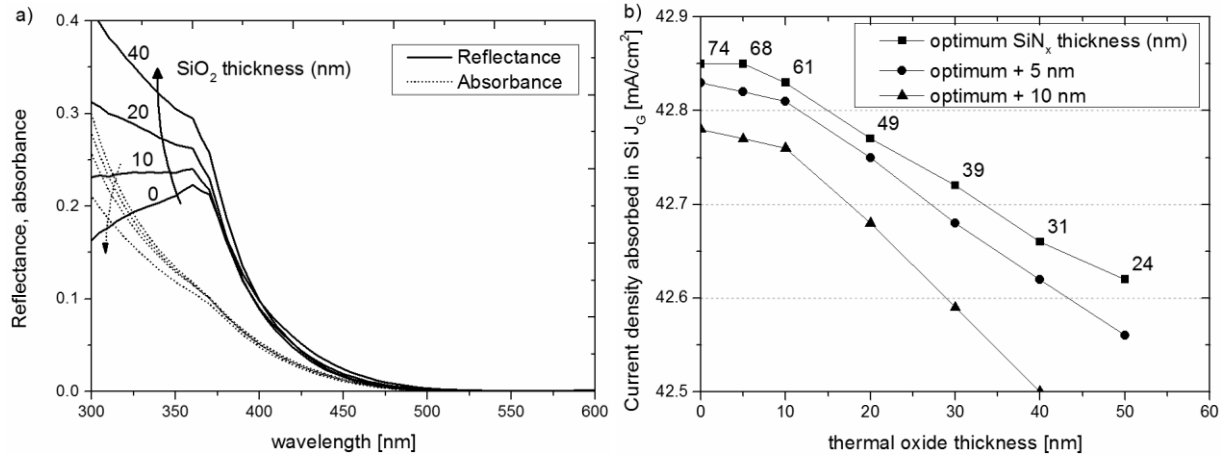 a)
0.4
0.3
0.2
0.1
0.0
Reflectance, absorbance
300
350
400
450
500
550
600
wavelength [nm]
40
SiO2 thickness (nm)
20
10
0
Reflectance
Absorbance
b)
42.9
42.8
42.7
42.6
42.5
Current density absorbed in Si JG [mA/cm²]
0
10
20
30
40
50
60
thermal oxide thickness [nm]
74
68
61
49
39
31
24
optimum SiNx thickness (nm)
optimum + 5 nm
optimum + 10 nm